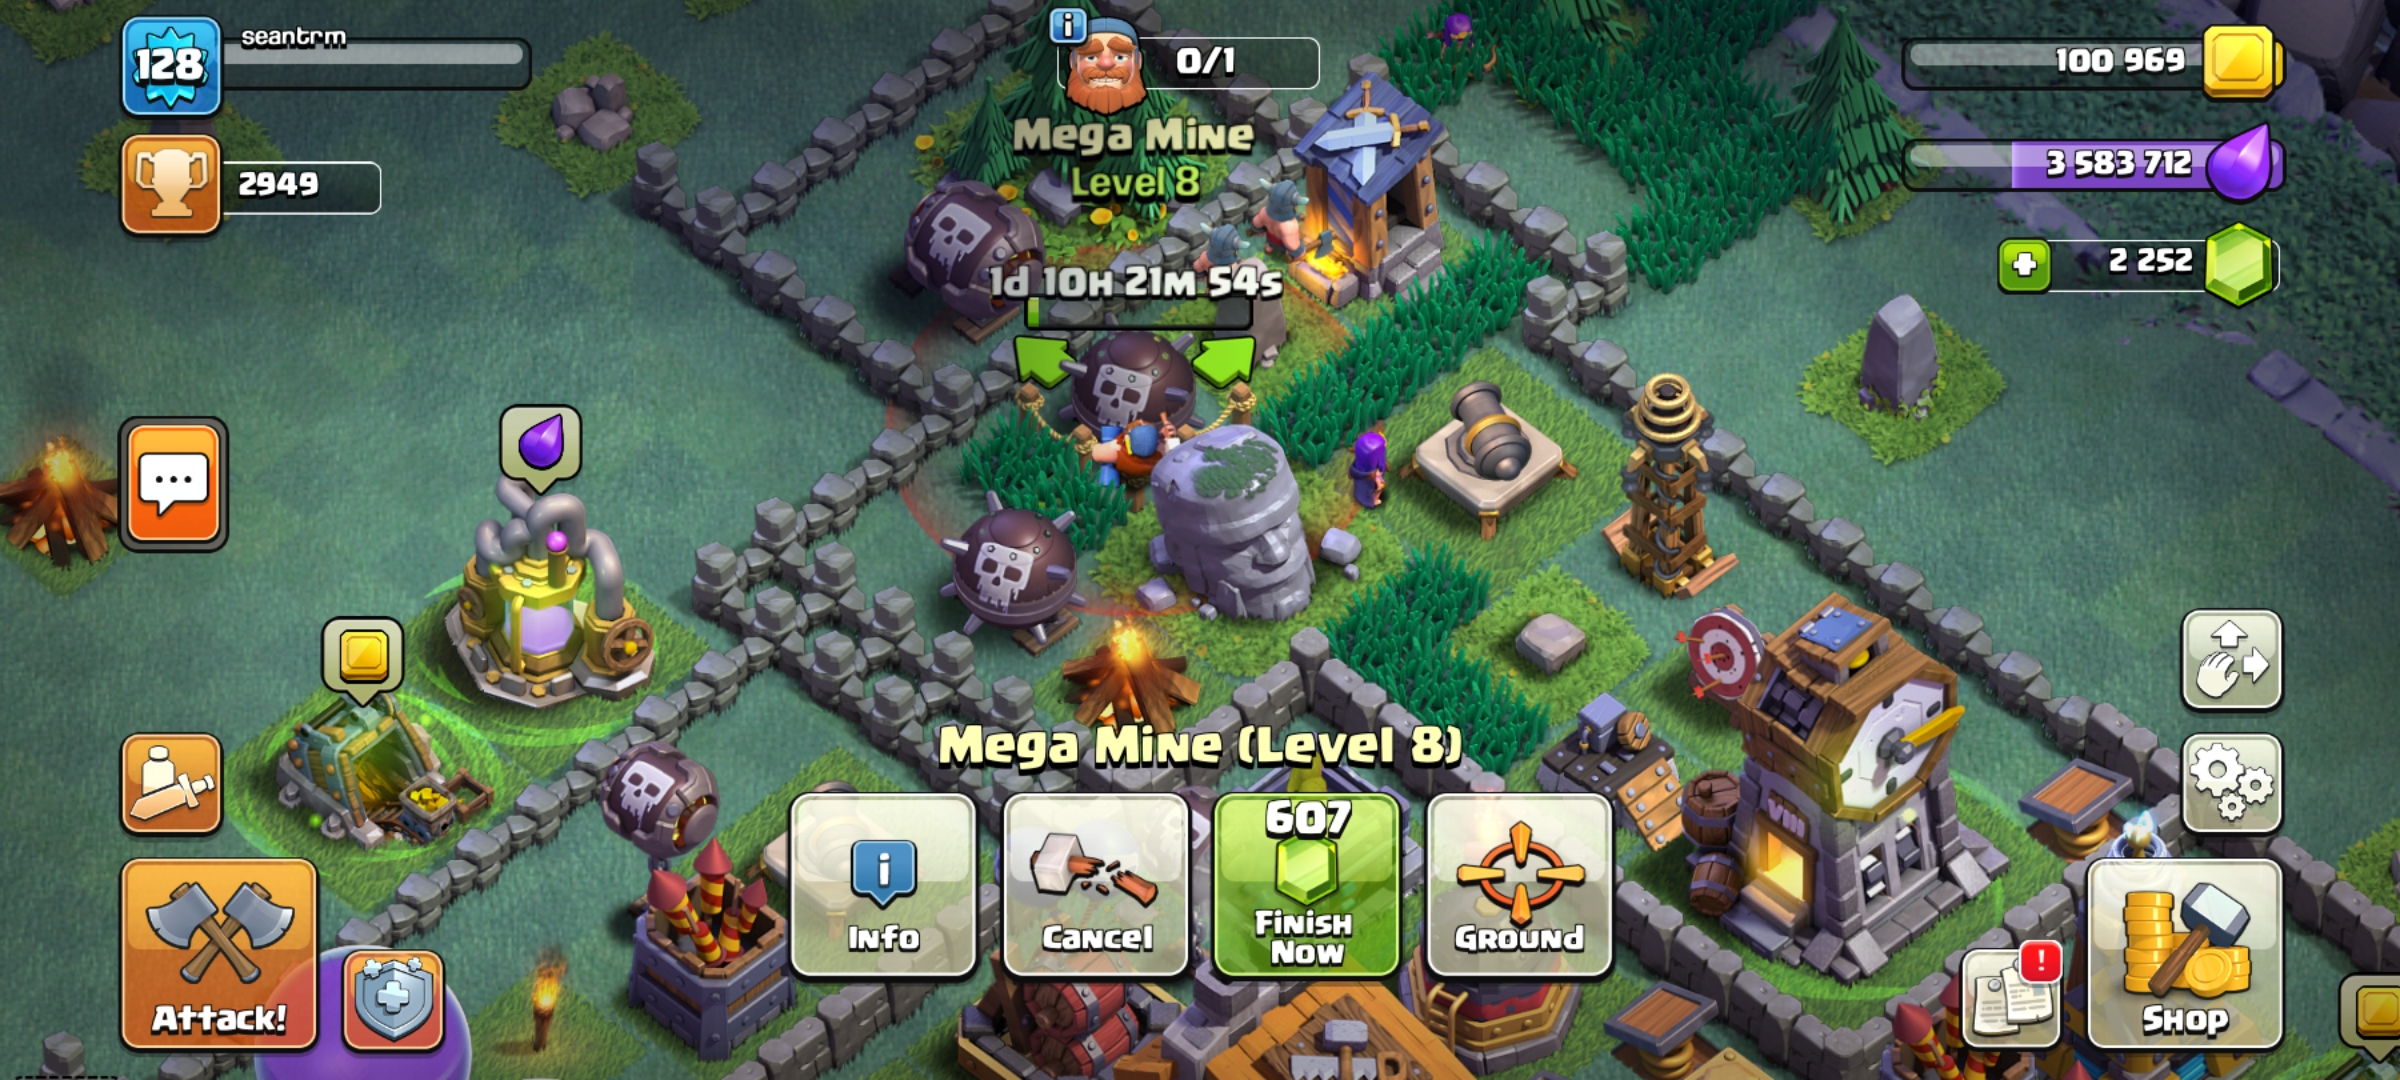 128
seantrm
0/1
100 969
2949
Mega Mine
Level 8
3 583 712
2 252
1d 10H 21M 54s
Mega Mine (Level 8)
VIII
Info
Cancel
607
Finish
Now
Ground
Attack!
!
Shop